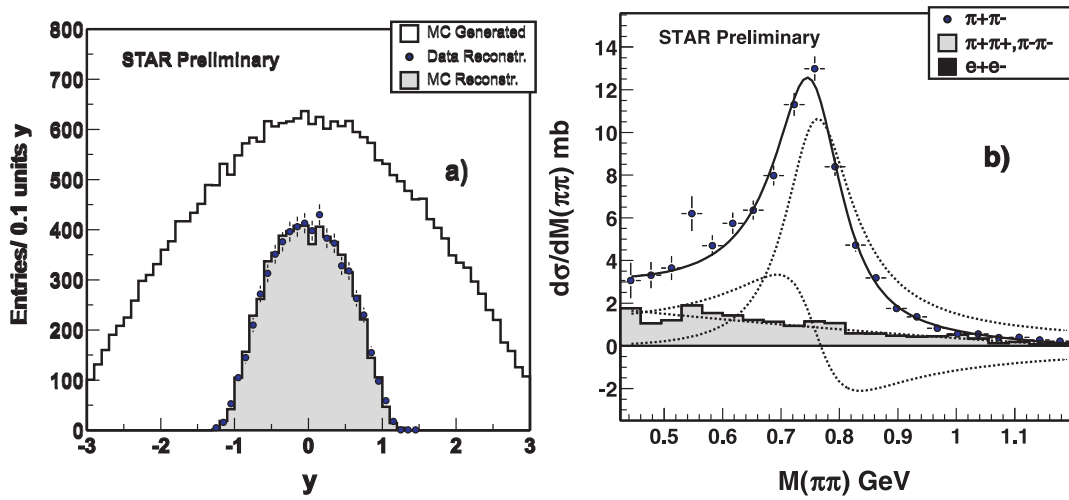 STAR Preliminary
MC Generated
Data Reconstr.
MC Reconstr.
a)
Entries/ 0.1 units y
800
700
600
500
400
300
200
100
0
-3
-2
-1
0
1
2
3
y
STAR Preliminary
π+π-
π+π+,π-π-
e+e-
b)
dσ/dM(ππ) mb
14
12
10
8
6
4
2
0
-2
0.5
0.6
0.7
0.8
0.9
1
1.1
M(ππ) GeV